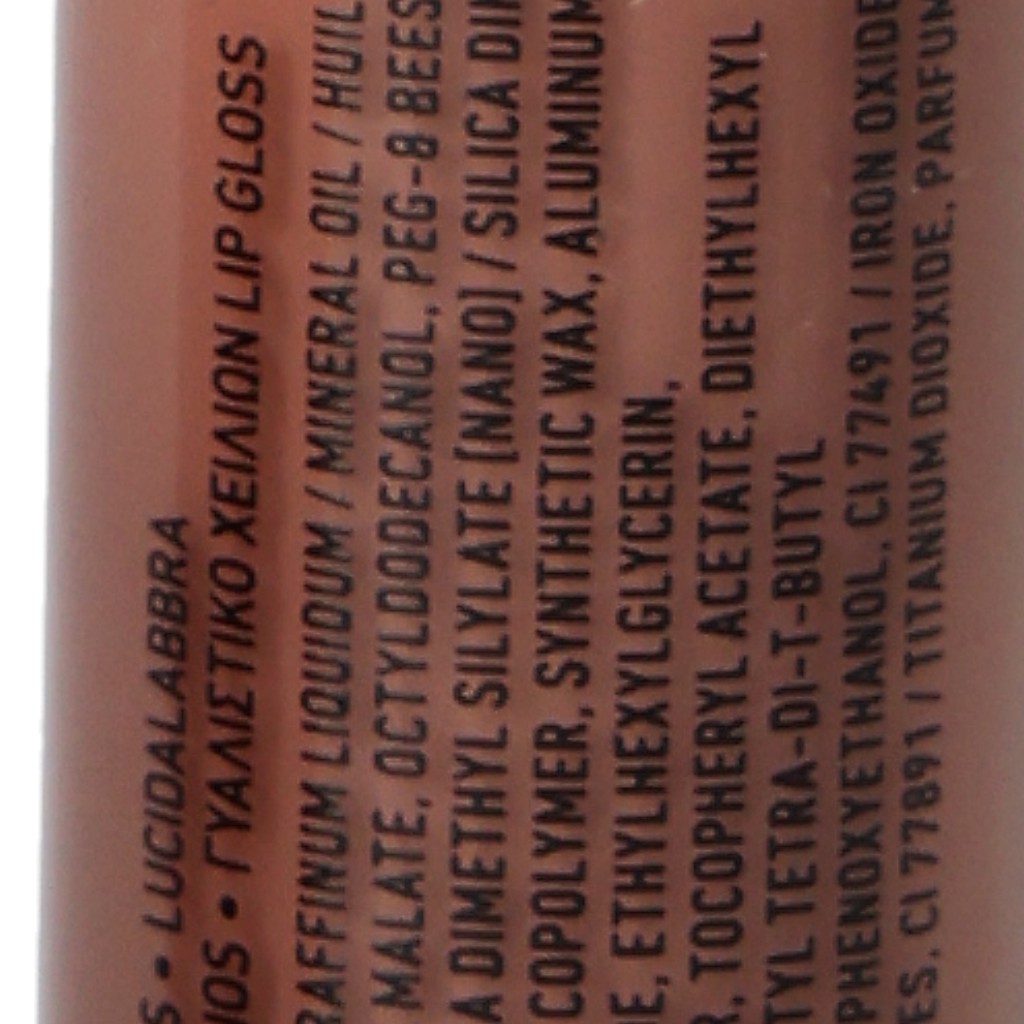 S • LUCIDALABBRA
IOS • ΓΥΑΛΙΣΤΙΚΟ ΧΕΙΛΙΩΝ LIP GLOSS
RAFFINUM LIQUIDUM / MINERAL OIL / HUIL
MALATE, OCTYLDODECANOL, PEG-8 BEES
A DIMETHYL SILYLATE [NANO] / SILICA DIM
COPOLYMER, SYNTHETIC WAX, ALUMINUM
E, ETHYLHEXYLGLYCERIN,
R, TOCOPHERYL ACETATE, DIETHYLHEXYL
TYL TETRA-DI-T-BUTYL
PHENOXYETHANOL, CI 77491 / IRON OXIDE
ES, CI 77891 / TITANIUM DIOXIDE, PARFUM